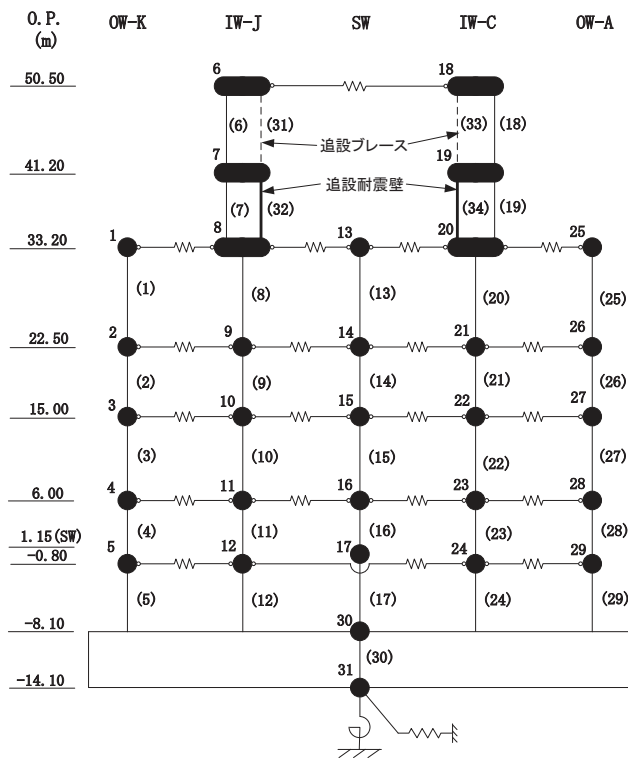 O.P. OW-K IW-J SW IW-C OW-A
(m)
6 18
50.50
(6) (31) (33) (18)
追設ブレース
7 19
41.20
追設耐震壁
(7) (32) (34) (19)
1 8 13 20 25
33.20
(1) (8) (13) (20) (25)
2 9 14 21 26
22.50
(2) (9) (14) (21) (26)
3 10 15 22 27
15.00
(3) (10) (15) (22) (27)
4 11 16 23 28
6.00
(4) (11) (16) (23) (28)
1.15(SW)
5 12 17 24 29
-0.80
(5) (12) (17) (24) (29)
30
-8.10
(30)
31
-14.10